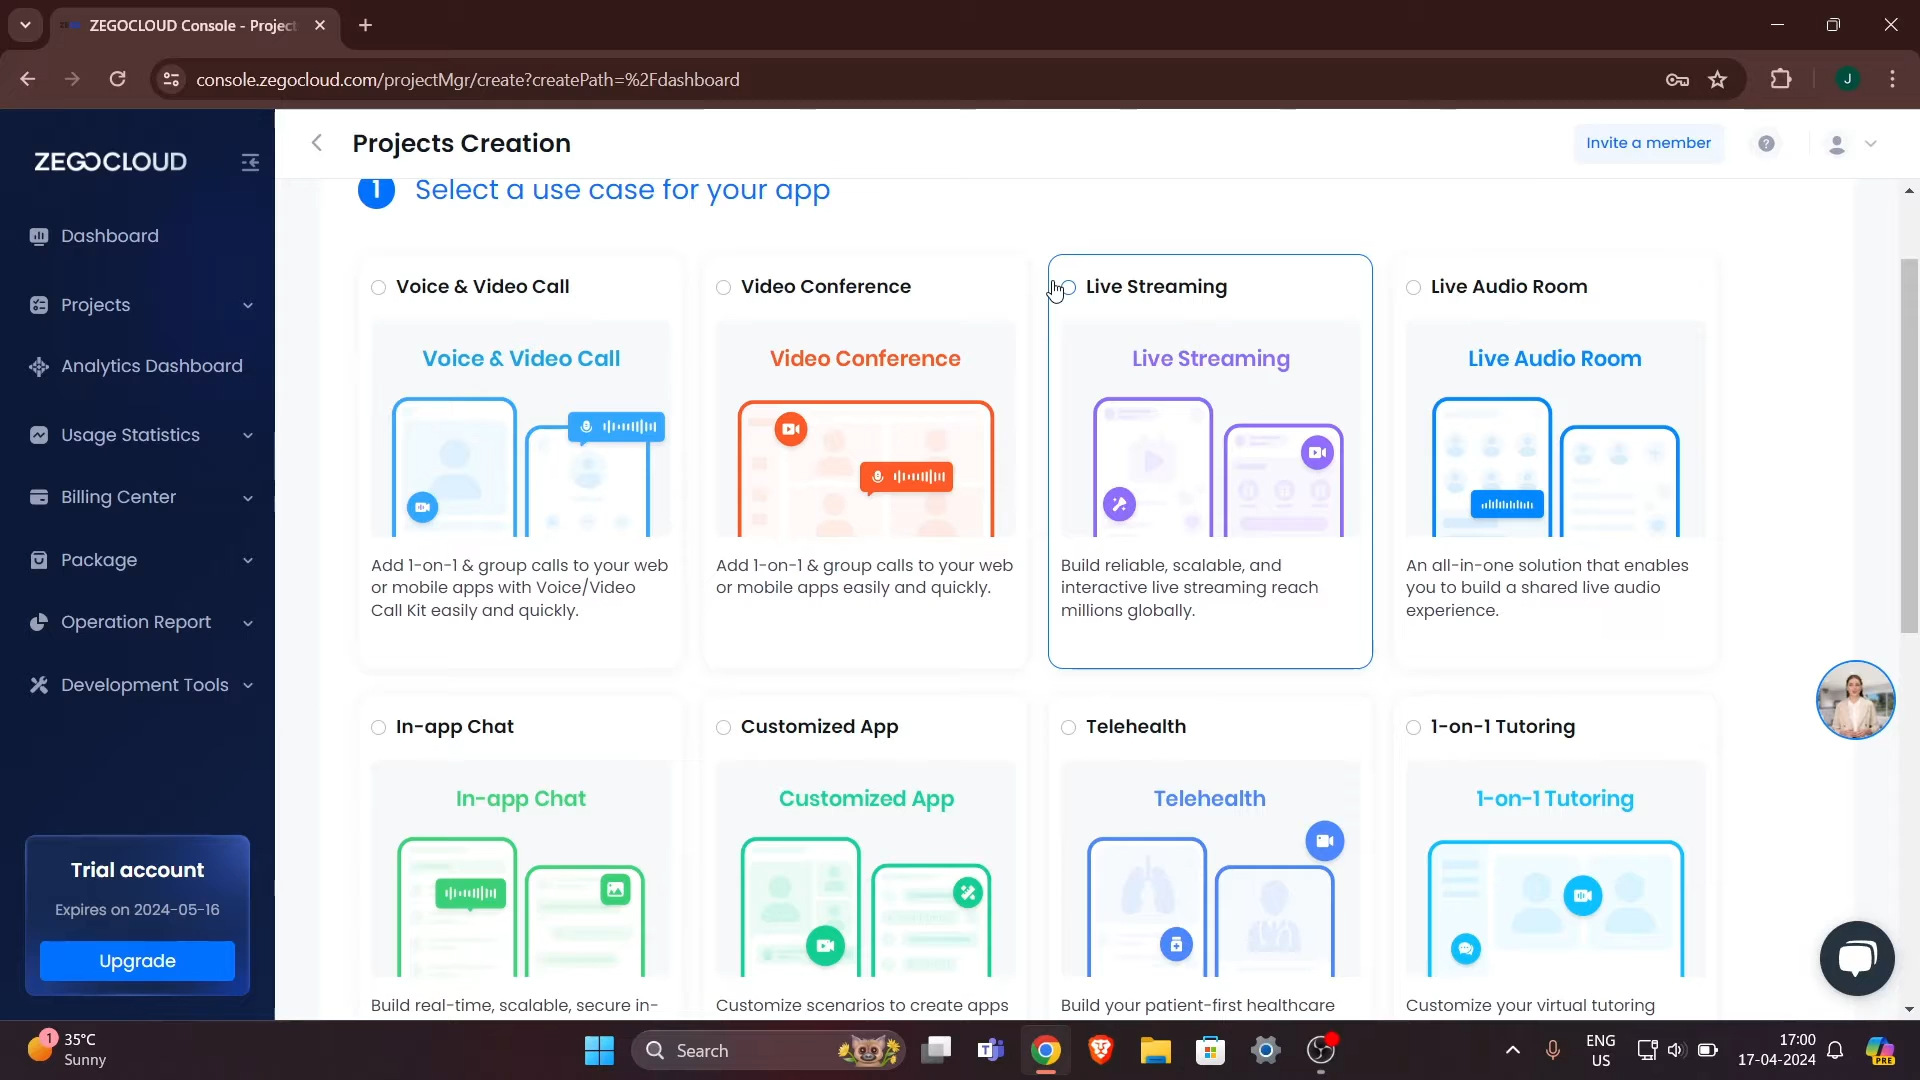 ZEGOCLOUD Console - Project
console.zegocloud.com/projectMgr/create?createPath=%2Fdashboard
J
ZEGOCLOUD
Projects Creation
Invite a member
?
1 Select a use case for your app
Dashboard
Projects
Analytics Dashboard
Usage Statistics
Billing Center
Package
Operation Report
Development Tools
Trial account
Expires on 2024-05-16
Upgrade
Voice & Video Call
Voice & Video Call
Add 1-on-1 & group calls to your web
or mobile apps with Voice/Video
Call Kit easily and quickly.
Video Conference
Video Conference
Add 1-on-1 & group calls to your web
or mobile apps easily and quickly.
Live Streaming
Live Streaming
Build reliable, scalable, and
interactive live streaming reach
millions globally.
Live Audio Room
Live Audio Room
An all-in-one solution that enables
you to build a shared live audio
experience.
In-app Chat
In-app Chat
Build real-time, scalable, secure in-
Customized App
Customized App
Customize scenarios to create apps
Telehealth
Telehealth
Build your patient-first healthcare
1-on-1 Tutoring
1-on-1 Tutoring
Customize your virtual tutoring
1
35°C
Sunny
Search
ENG
US
17:00
17-04-2024
PRE